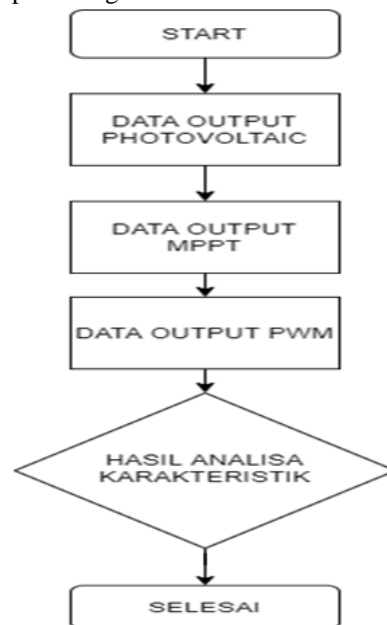 START
DATA OUTPUT
PHOTOVOLTAIC
DATA OUTPUT
MPPT
DATA OUTPUT PWM
HASIL ANALISA
KARAKTERISTIK
SELESAI